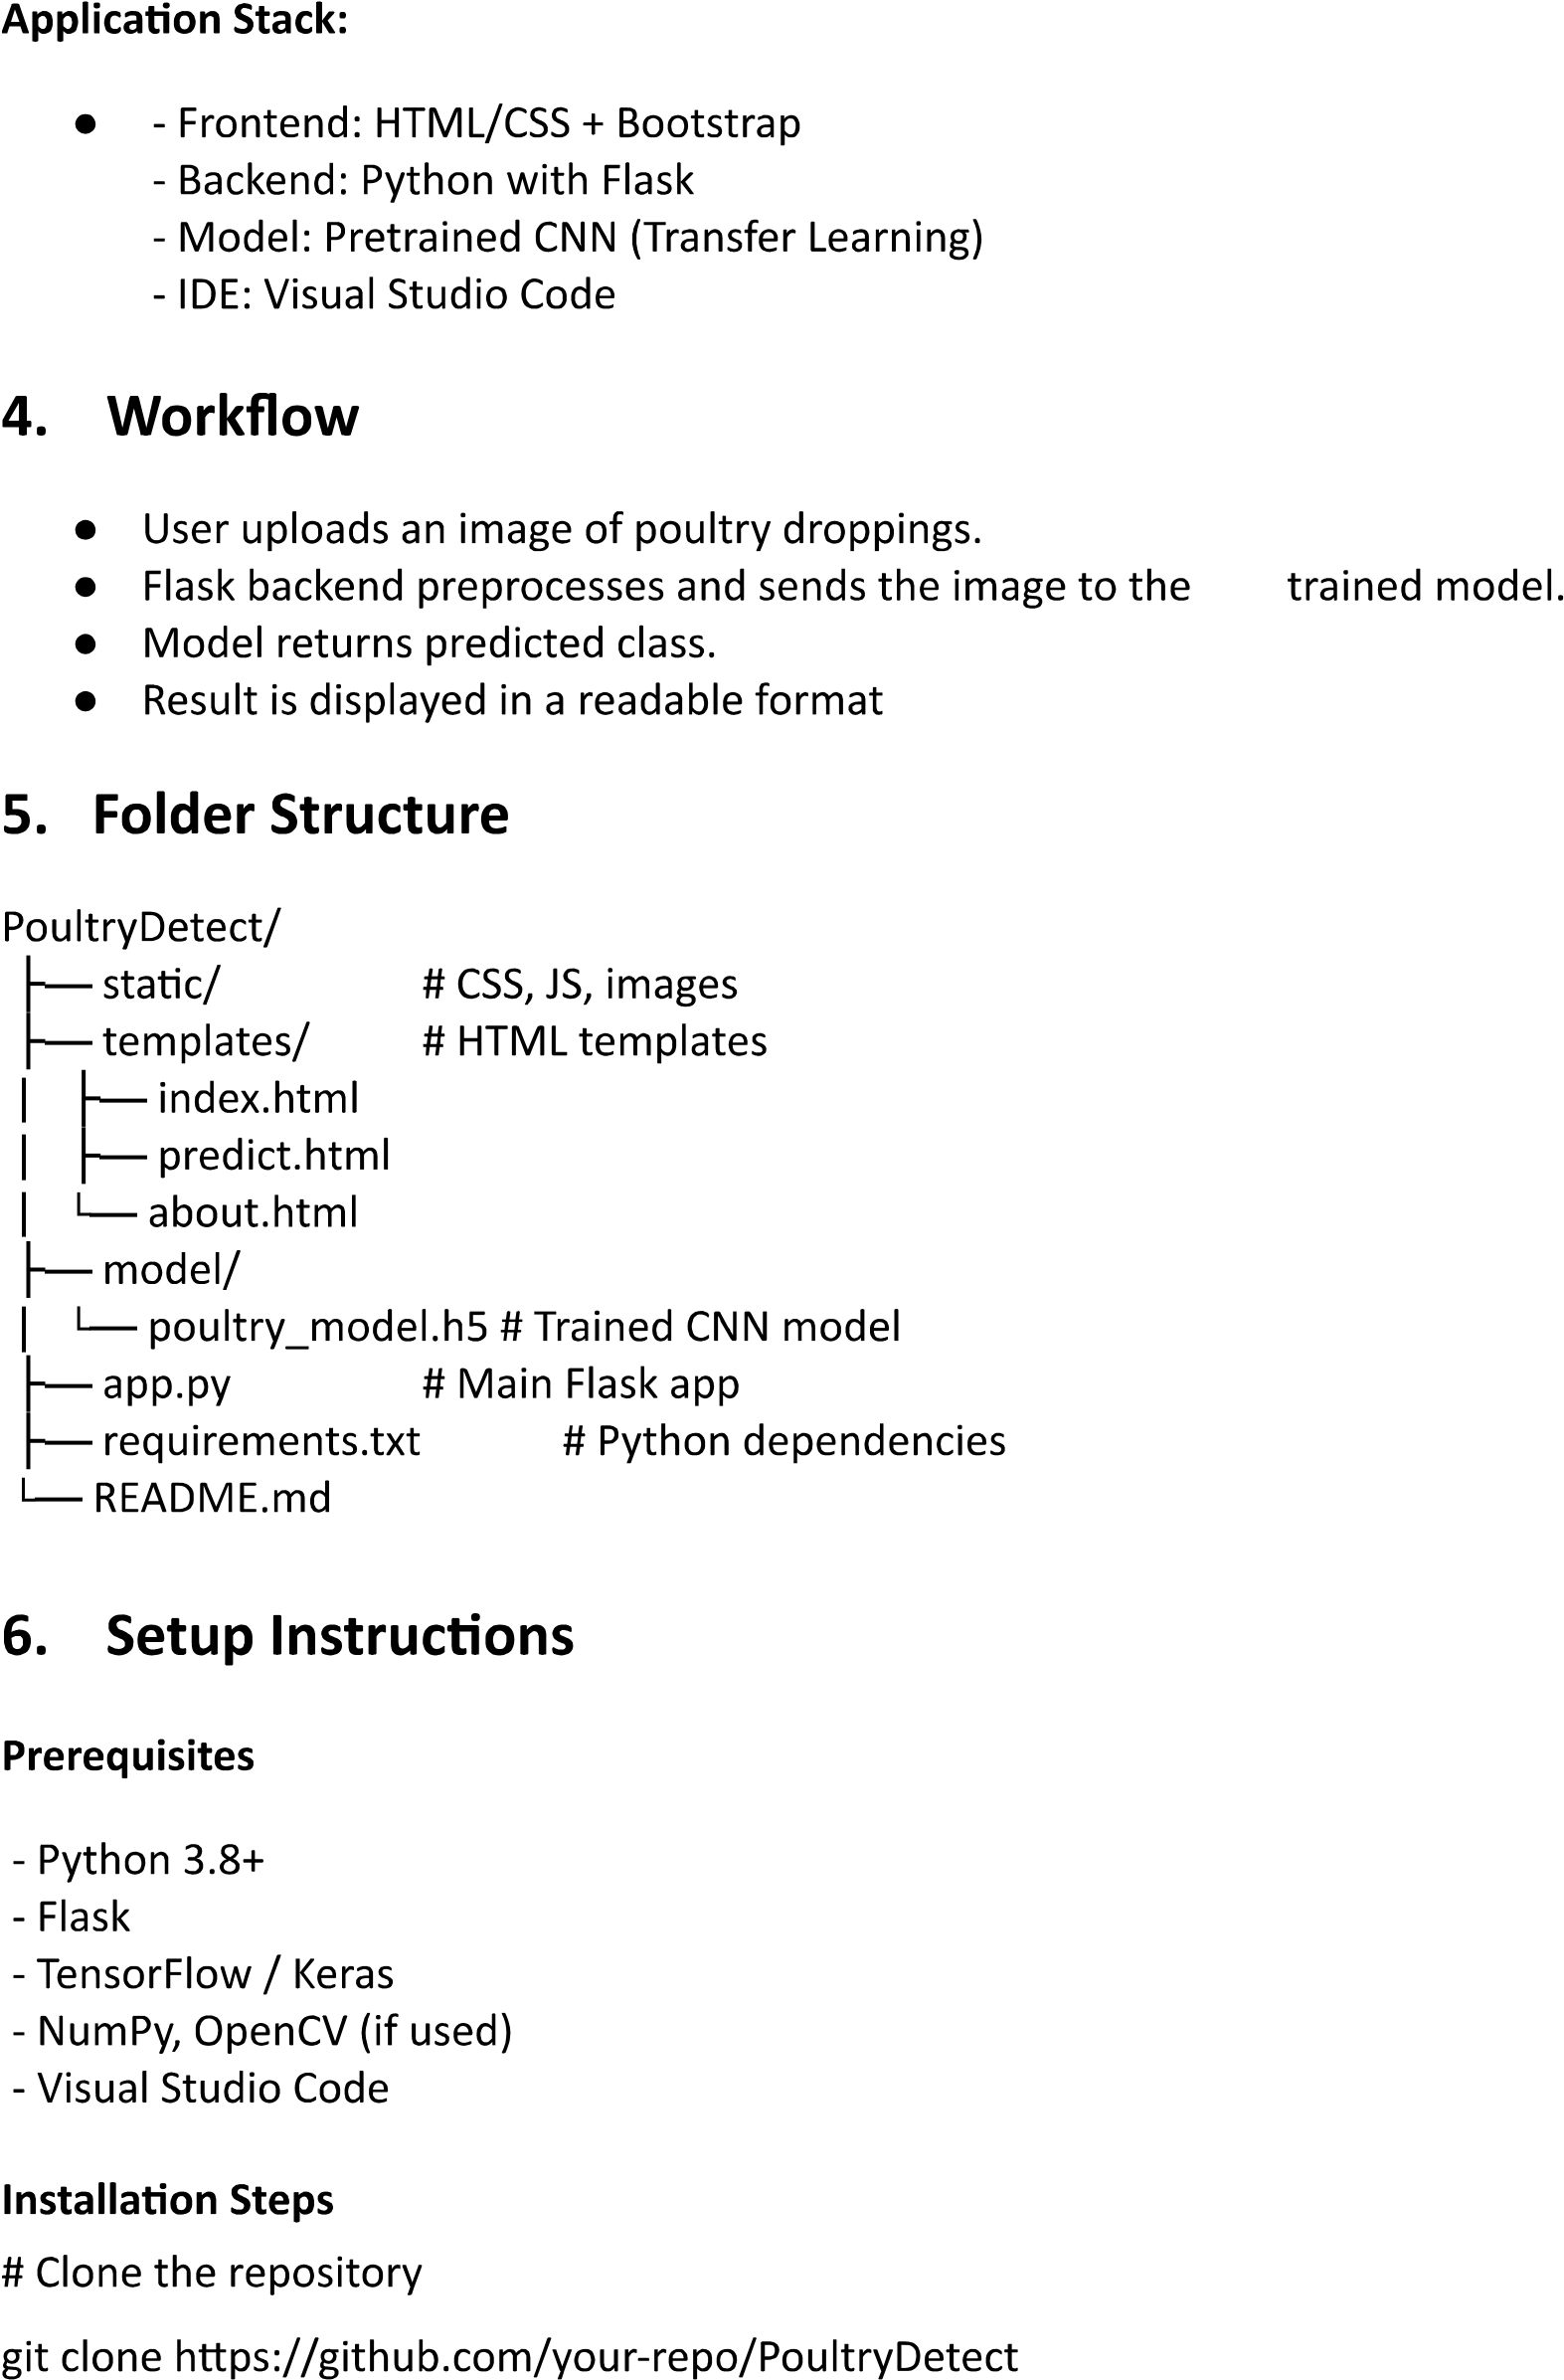 Application Stack:
● - Frontend: HTML/CSS + Bootstrap
- Backend: Python with Flask
- Model: Pretrained CNN (Transfer Learning)
- IDE: Visual Studio Code
4. Workflow
● User uploads an image of poultry droppings.
● Flask backend preprocesses and sends the image to the trained model.
● Model returns predicted class.
● Result is displayed in a readable format
5. Folder Structure
PoultryDetect/
├── static/ # CSS, JS, images
├── templates/ # HTML templates
│ ├── index.html
│ ├── predict.html
│ └── about.html
├── model/
│ └── poultry_model.h5 # Trained CNN model
├── app.py # Main Flask app
├── requirements.txt # Python dependencies
└── README.md
6. Setup Instructions
Prerequisites
- Python 3.8+
- Flask
- TensorFlow / Keras
- NumPy, OpenCV (if used)
- Visual Studio Code
Installation Steps
# Clone the repository
git clone https://github.com/your-repo/PoultryDetect